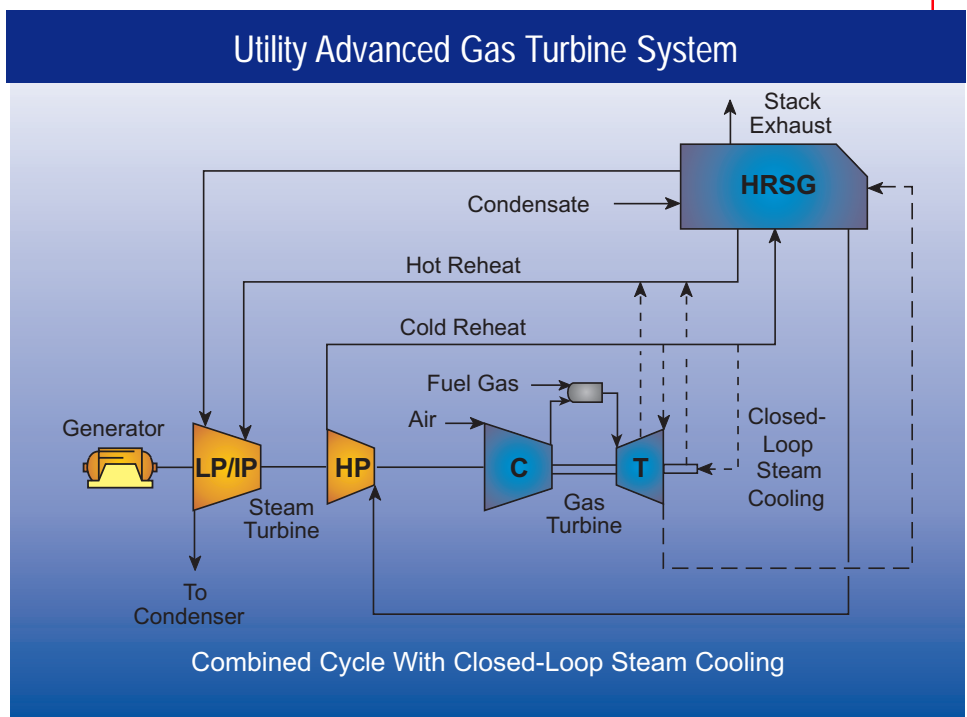 Utility Advanced Gas Turbine System
Stack
Exhaust
HRSG
Condensate
Hot Reheat
Cold Reheat
Fuel Gas
Air
Generator
LP/IP
HP
C
T
Closed-
Loop
Steam
Cooling
Steam
Turbine
Gas
Turbine
To
Condenser
Combined Cycle With Closed-Loop Steam Cooling